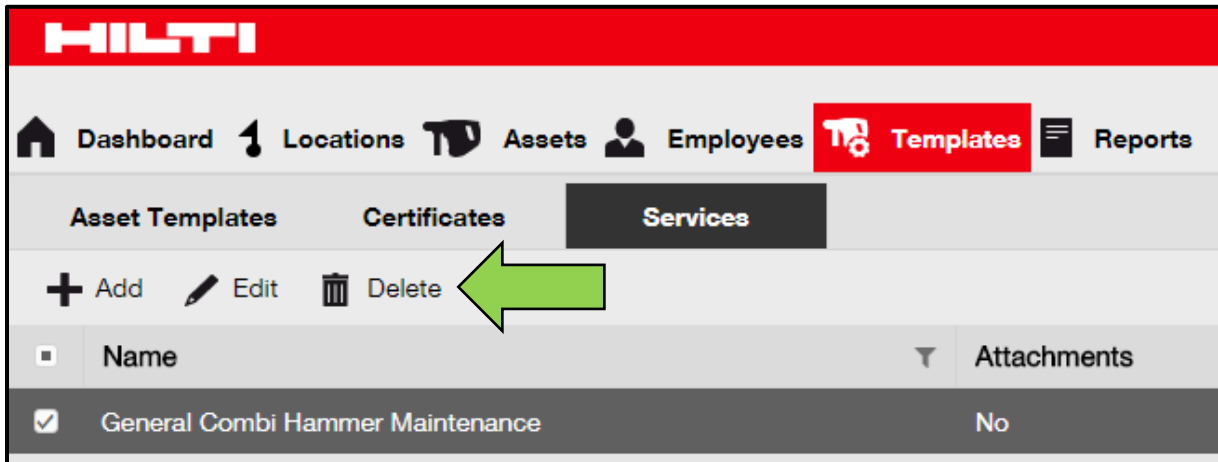 HILTI
Dashboard Locations Assets Employees Templates Reports
Asset Templates Certificates Services
Add Edit Delete
Name Attachments
General Combi Hammer Maintenance No